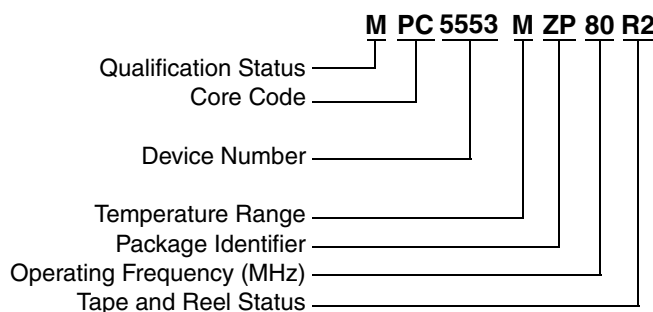 M PC 5553 M ZP 80 R2
Qualification Status
Core Code
Device Number
Temperature Range
Package Identifier
Operating Frequency (MHz)
Tape and Reel Status